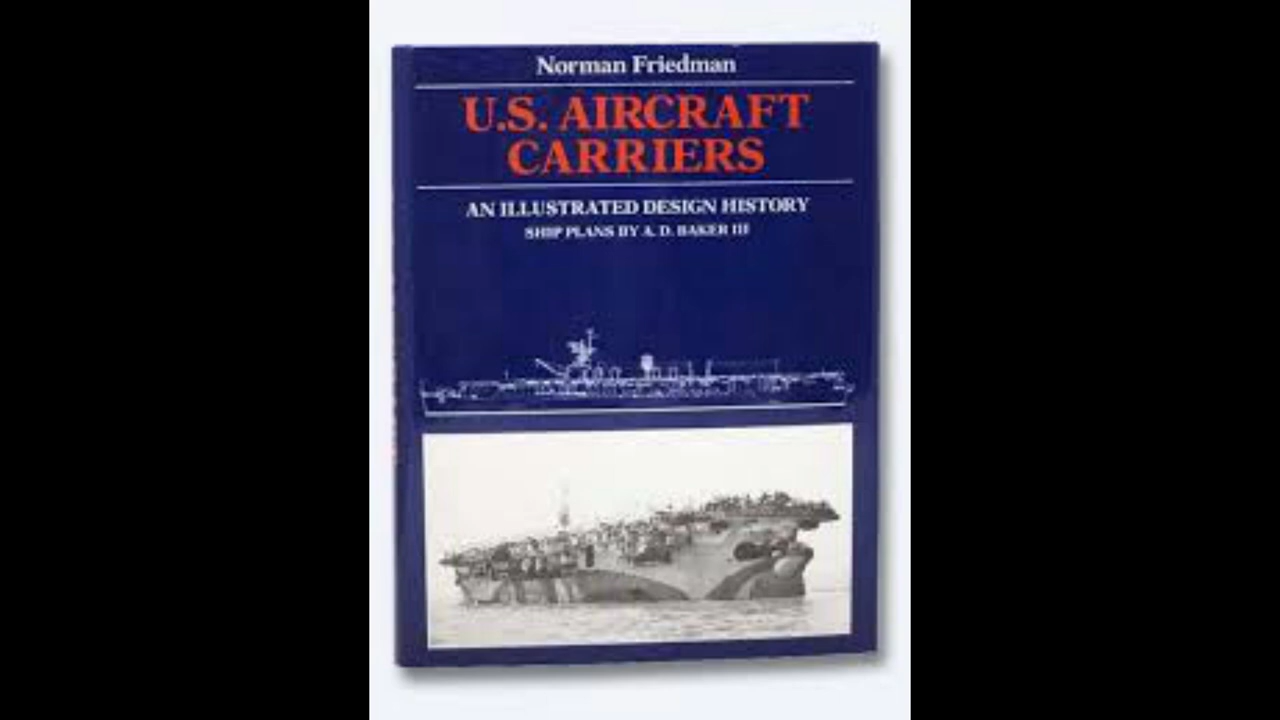 Norman Friedman
U.S. AIRCRAFT
CARRIERS
AN ILLUSTRATED DESIGN HISTORY
SHIP PLANS BY A. D. BAKER III